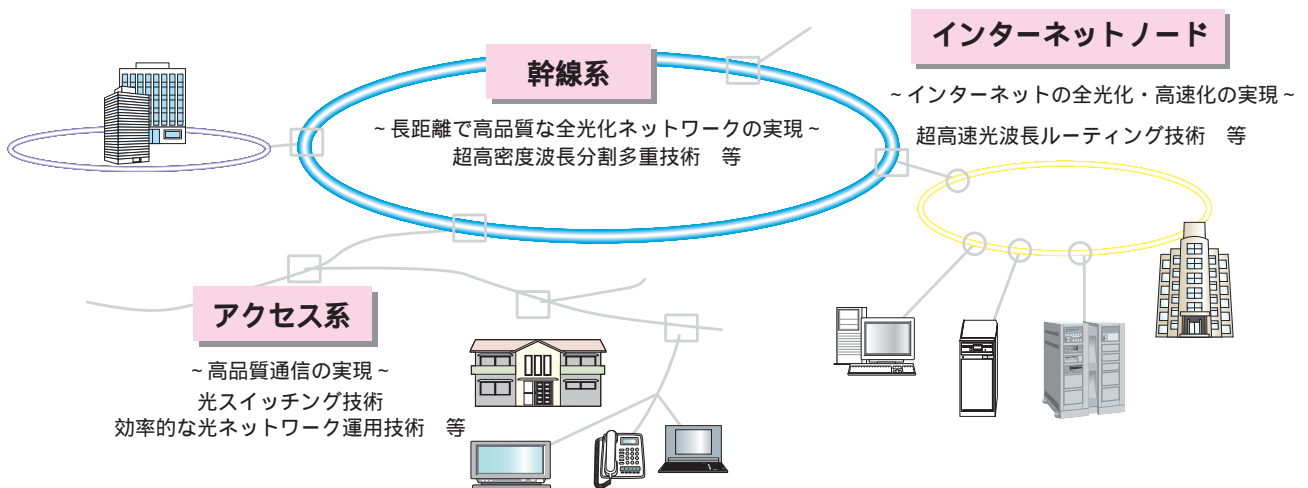 幹線系
~長距離で高品質な全光化ネットワークの実現~
超高密度波長分割多重技術　等
インターネットノード
~インターネットの全光化・高速化の実現~
超高速光波長ルーティング技術　等
アクセス系
~高品質通信の実現~
光スイッチング技術
効率的な光ネットワーク運用技術　等